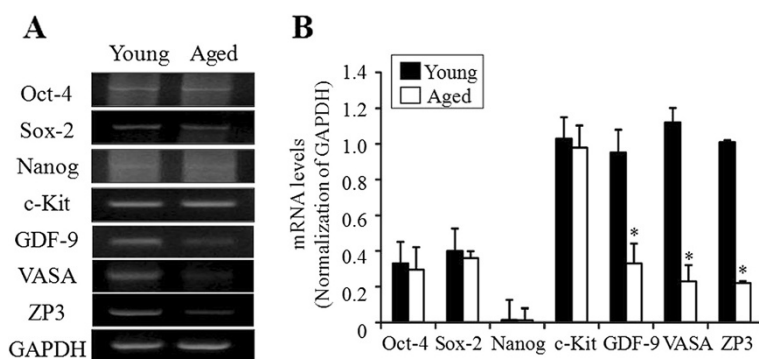 A
Young Aged
Oct-4
Sox-2
Nanog
c-Kit
GDF-9
VASA
ZP3
GAPDH
B
mRNA levels
(Normalization of GAPDH)
1.4
1.2
1.0
0.8
0.6
0.4
0.2
0
Young
Aged
*
*
*
Oct-4 Sox-2 Nanog c-Kit GDF-9 VASA ZP3